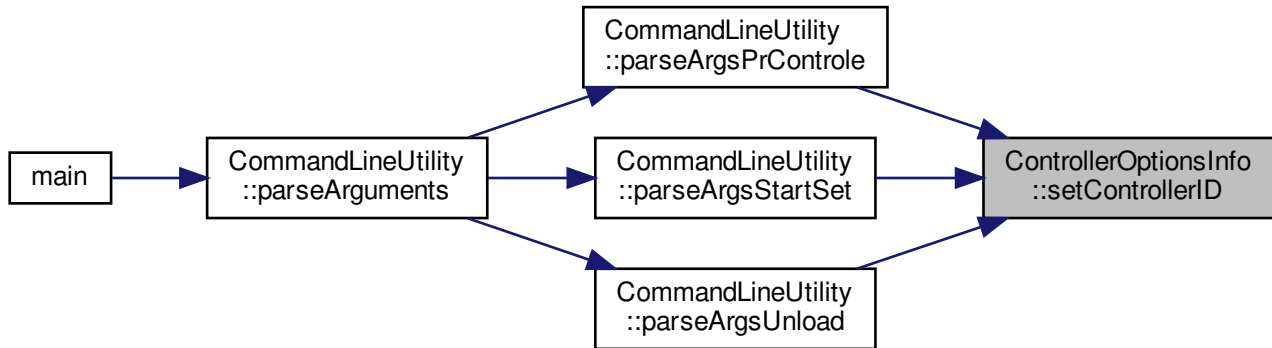 main
CommandLineUtility
::parseArguments
CommandLineUtility
::parseArgsPrControle
CommandLineUtility
::parseArgsStartSet
CommandLineUtility
::parseArgsUnload
ControllerOptionsInfo
::setControllerID